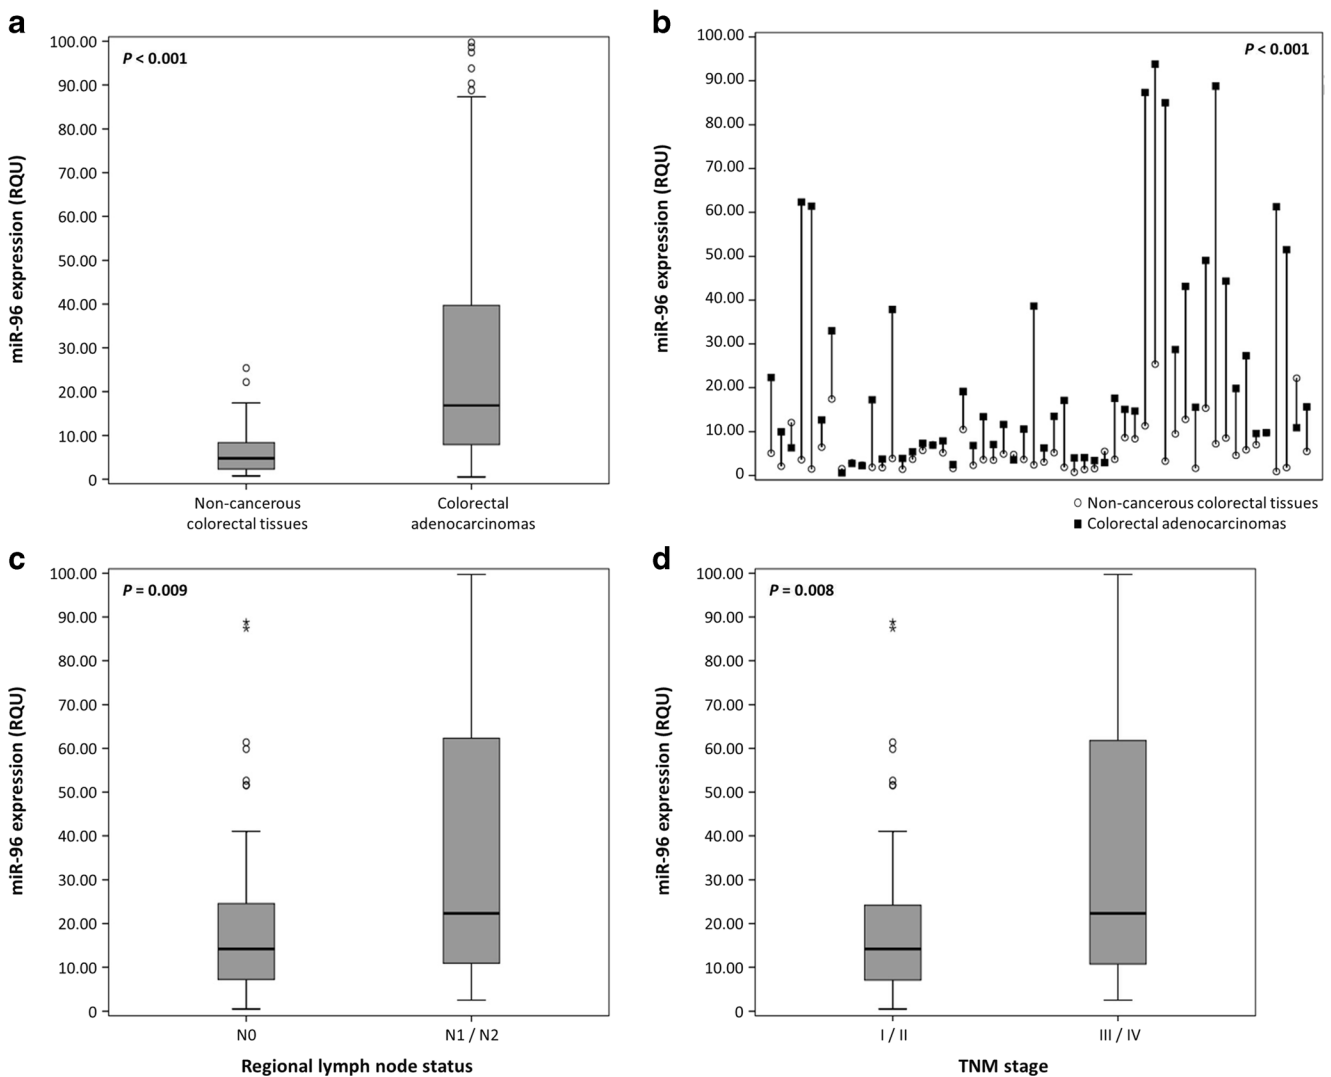 a
P < 0.001
100.00
90.00
80.00
70.00
60.00
50.00
40.00
30.00
20.00
10.00
0
miR-96 expression (RQU)
Non-cancerous
colorectal tissues
Colorectal
adenocarcinomas
b
P < 0.001
100.00
90.00
80.00
70.00
60.00
50.00
40.00
30.00
20.00
10.00
0
miR-96 expression (RQU)
Non-cancerous colorectal tissues
Colorectal adenocarcinomas
c
P = 0.009
100.00
90.00
80.00
70.00
60.00
50.00
40.00
30.00
20.00
10.00
0
miR-96 expression (RQU)
N0
N1 / N2
Regional lymph node status
d
P = 0.008
100.00
90.00
80.00
70.00
60.00
50.00
40.00
30.00
20.00
10.00
0
miR-96 expression (RQU)
I / II
III / IV
TNM stage